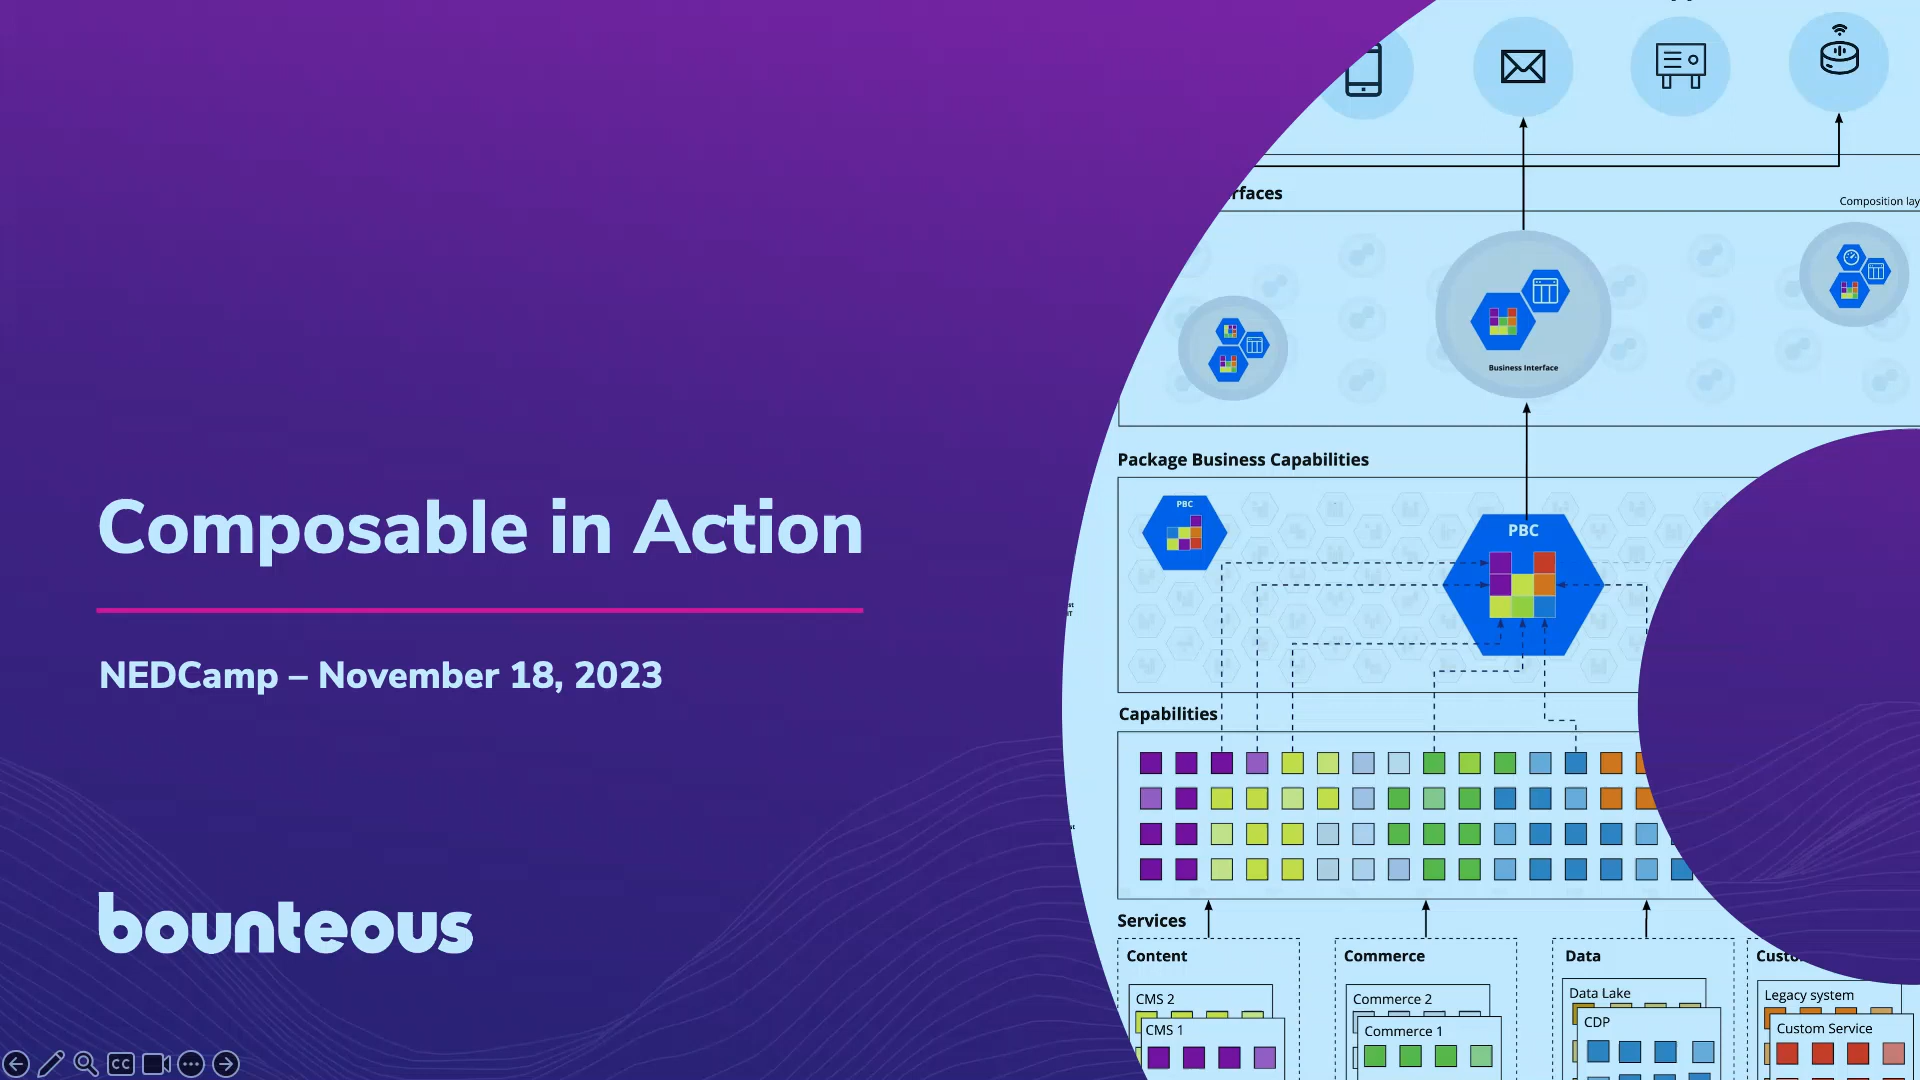 Composable in Action
NEDCamp – November 18, 2023
bounteous
rfaces
Composition lay
Business Interface
Package Business Capabilities
PBC
PBC
Capabilities
Services
Content
Commerce
Data
Custo
CMS 2
CMS 1
Commerce 2
Commerce 1
Data Lake
CDP
Legacy system
Custom Service
CC